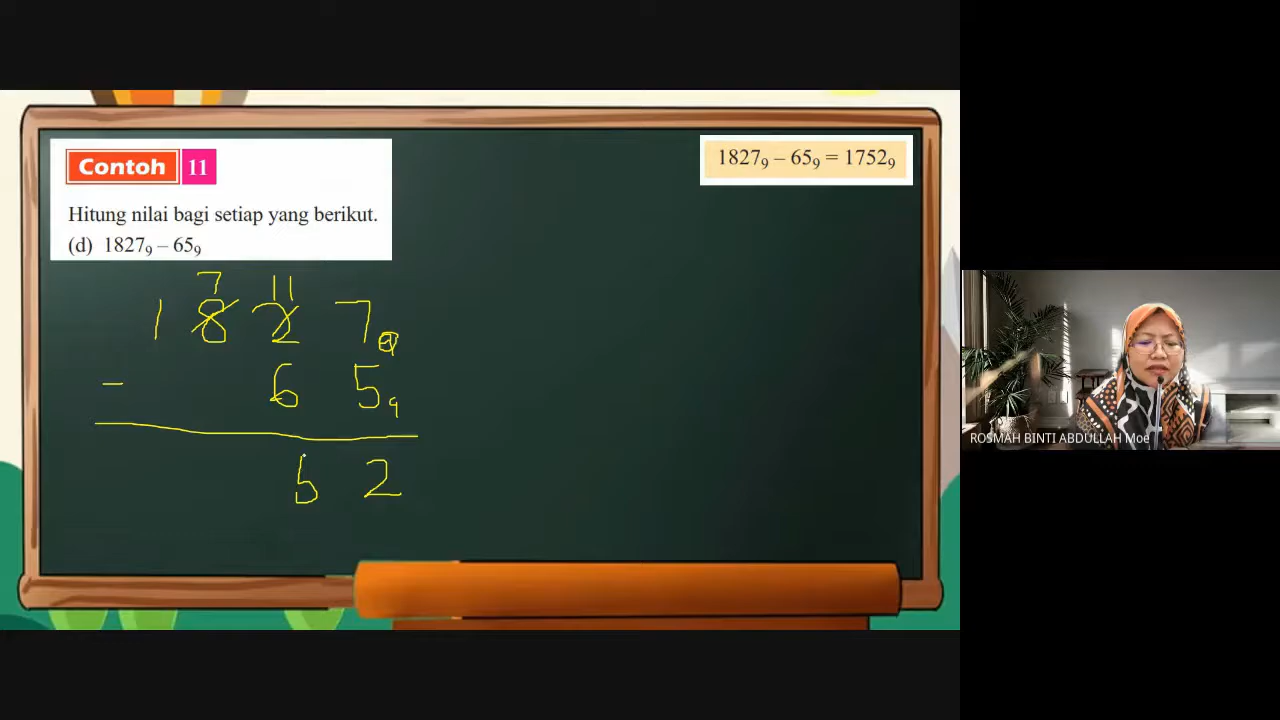 Contoh 11
1827₉ – 65₉ = 1752₉
Hitung nilai bagi setiap yang berikut.
(d) 1827₉ – 65₉
7 11
1 8 2 7₉
– 6 5₉
5 2
ROSMAH BINTI ABDULLAH Moe